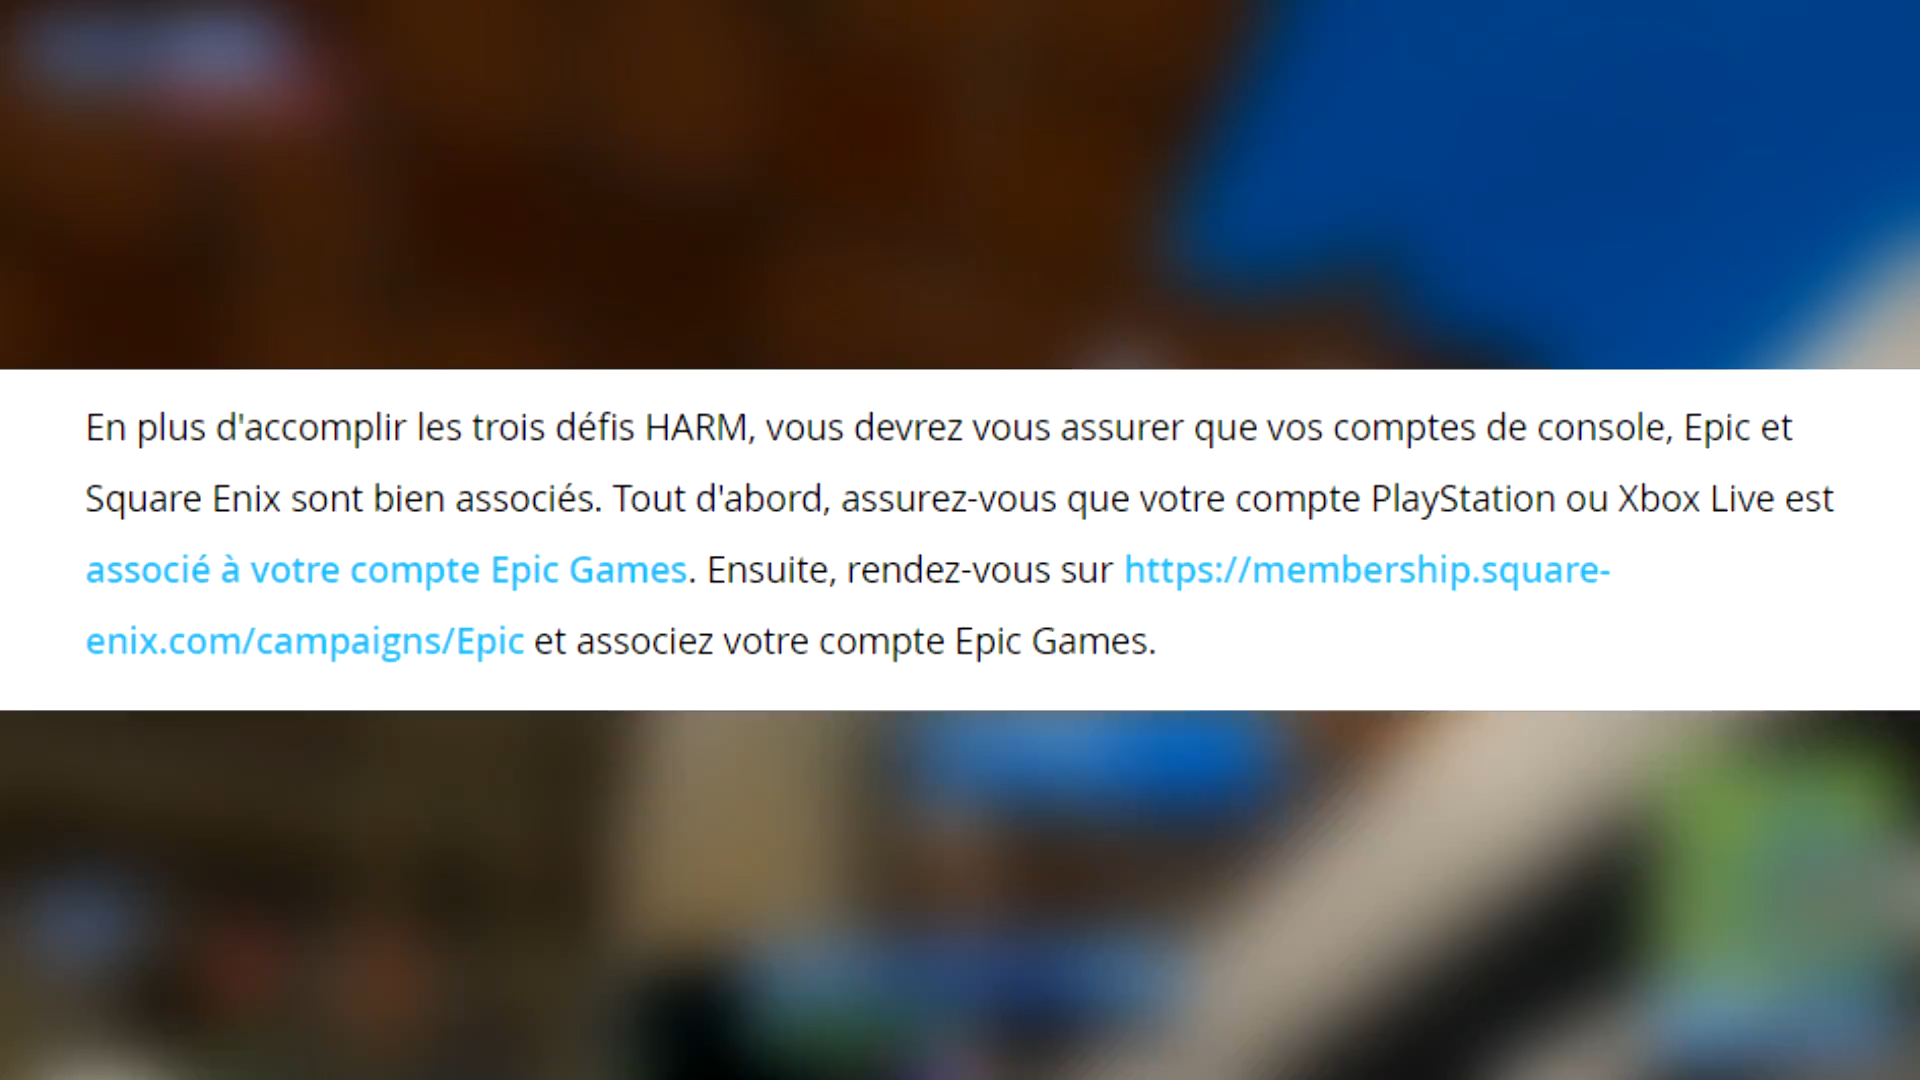 En plus d'accomplir les trois défis HARM, vous devrez vous assurer que vos comptes de console, Epic et
Square Enix sont bien associés. Tout d'abord, assurez-vous que votre compte PlayStation ou Xbox Live est
associé à votre compte Epic Games. Ensuite, rendez-vous sur https://membership.square-
enix.com/campaigns/Epic et associez votre compte Epic Games.